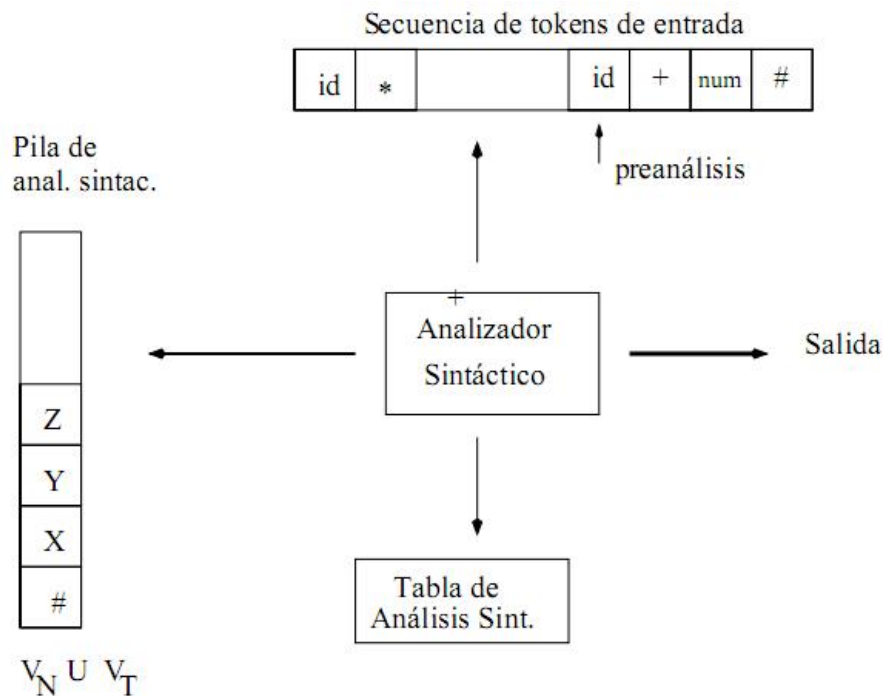 Secuencia de tokens de entrada
id * id + num #
preanálisis
Pila de
anal. sintac.
+
Analizador
Sintáctico
Salida
Z
Y
X
#
Tabla de
Análisis Sint.
V_N U V_T